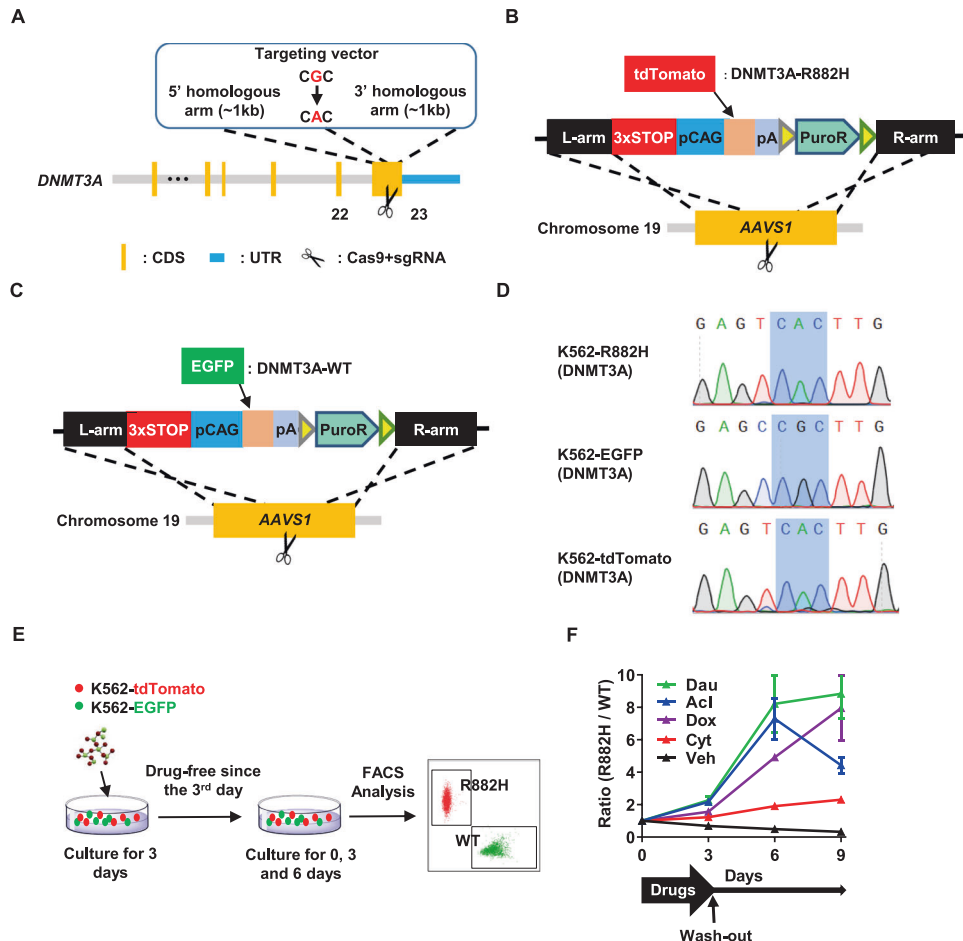 A
Targeting vector
CGC
5' homologous
arm (~1kb)
3' homologous
arm (~1kb)
CAC
DNMT3A
22
23
: CDS
: UTR
: Cas9+sgRNA
B
tdTomato
: DNMT3A-R882H
L-arm
3xSTOP
pCAG
pA
PuroR
R-arm
Chromosome 19
AAVS1
C
EGFP
: DNMT3A-WT
L-arm
3xSTOP
pCAG
pA
PuroR
R-arm
Chromosome 19
AAVS1
D
G A G T C A C T T G
K562-R882H
(DNMT3A)
G A G C C G C T T G
K562-EGFP
(DNMT3A)
G A G T C A C T T G
K562-tdTomato
(DNMT3A)
E
K562-tdTomato
K562-EGFP
Drug-free since
the 3rd day
FACS
Analysis
R882H
WT
Culture for 3
days
Culture for 0, 3
and 6 days
F
Ratio (R882H / WT)
10
8
6
4
2
0
Dau
Acl
Dox
Cyt
Veh
0
3
6
9
Days
Drugs
Wash-out